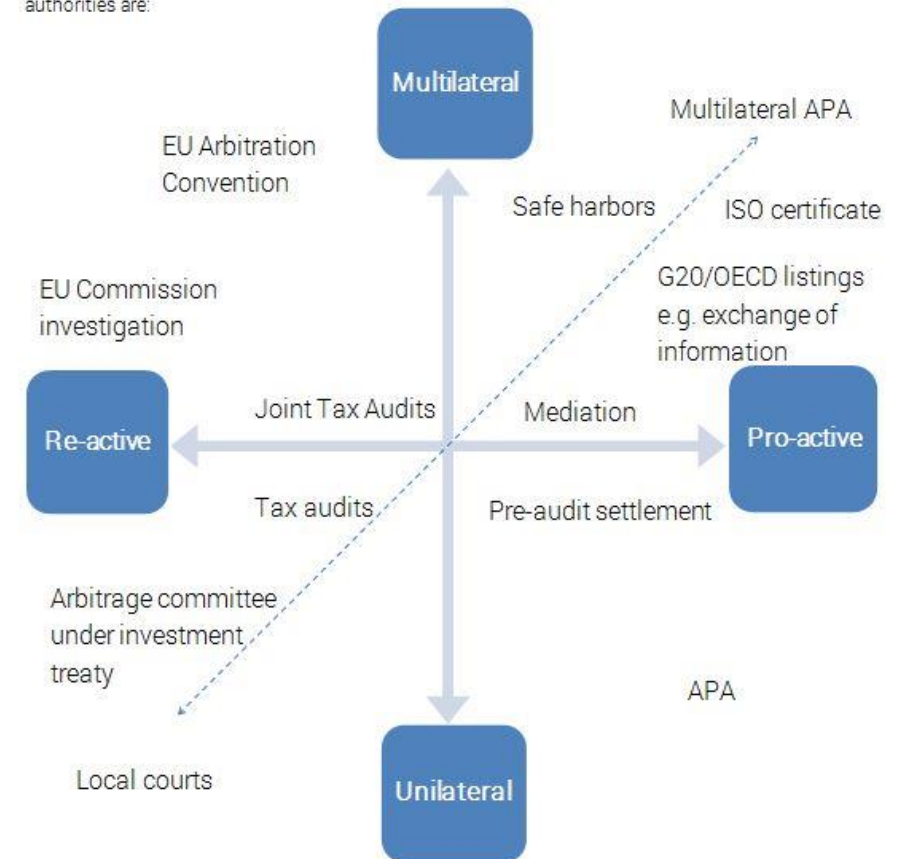 authorities are:
Multilateral
Multilateral APA
EU Arbitration
Convention
Safe harbors
ISO certificate
EU Commission
investigation
G20/OECD listings
e.g. exchange of
information
Joint Tax Audits
Mediation
Re-active
Pro-active
Tax audits
Pre-audit settlement
Arbitrage committee
under investment
treaty
APA
Local courts
Unilateral